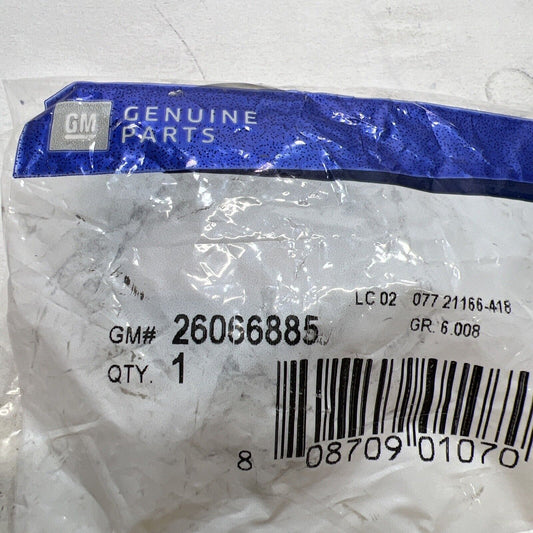 GM GENUINE
PARTS
LC 02 077 21166-418
GR. 6.008
GM# 26066885
QTY. 1
8 08709 01070